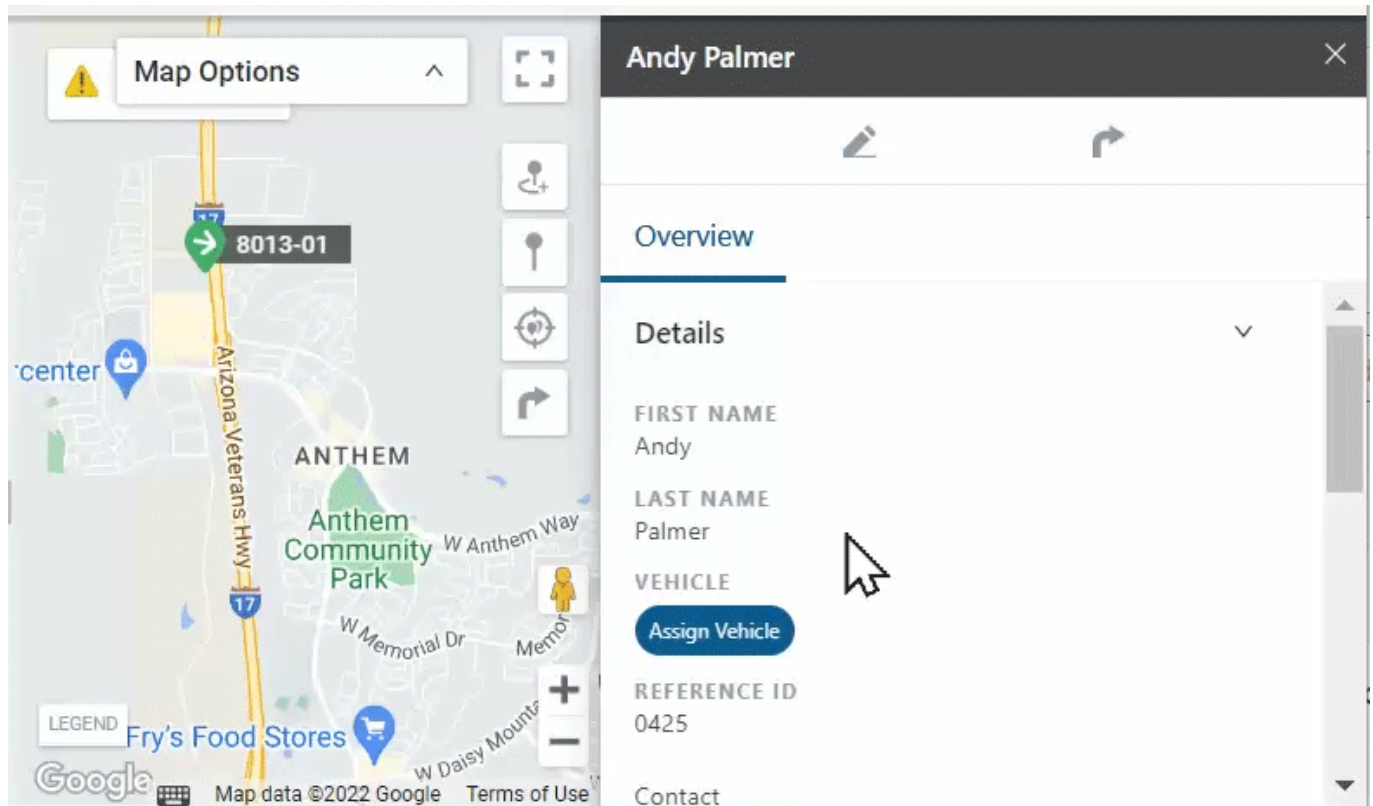 Map Options
17
8013-01
center
Arizona Veterans Hwy
ANTHEM
Anthem
Community
Park
W Anthem Way
17
W Memorial Dr
Memor
LEGEND
Fry's Food Stores
W Daisy Mounta
Google
Map data ©2022 Google
Terms of Use
Andy Palmer
Overview
Details
FIRST NAME
Andy
LAST NAME
Palmer
VEHICLE
Assign Vehicle
REFERENCE ID
0425
Contact